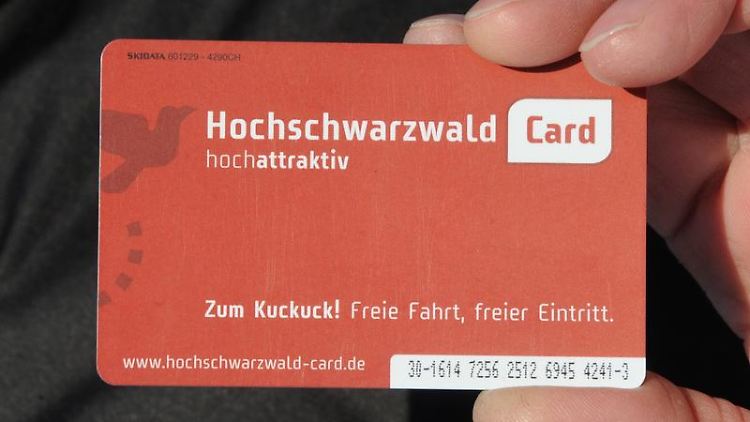 SKIDATA 601229 - 4290CH
Hochschwarzwald Card
hochattraktiv
Zum Kuckuck! Freie Fahrt, freier Eintritt.
www.hochschwarzwald-card.de
30-1614 7256 2512 6945 4241-3